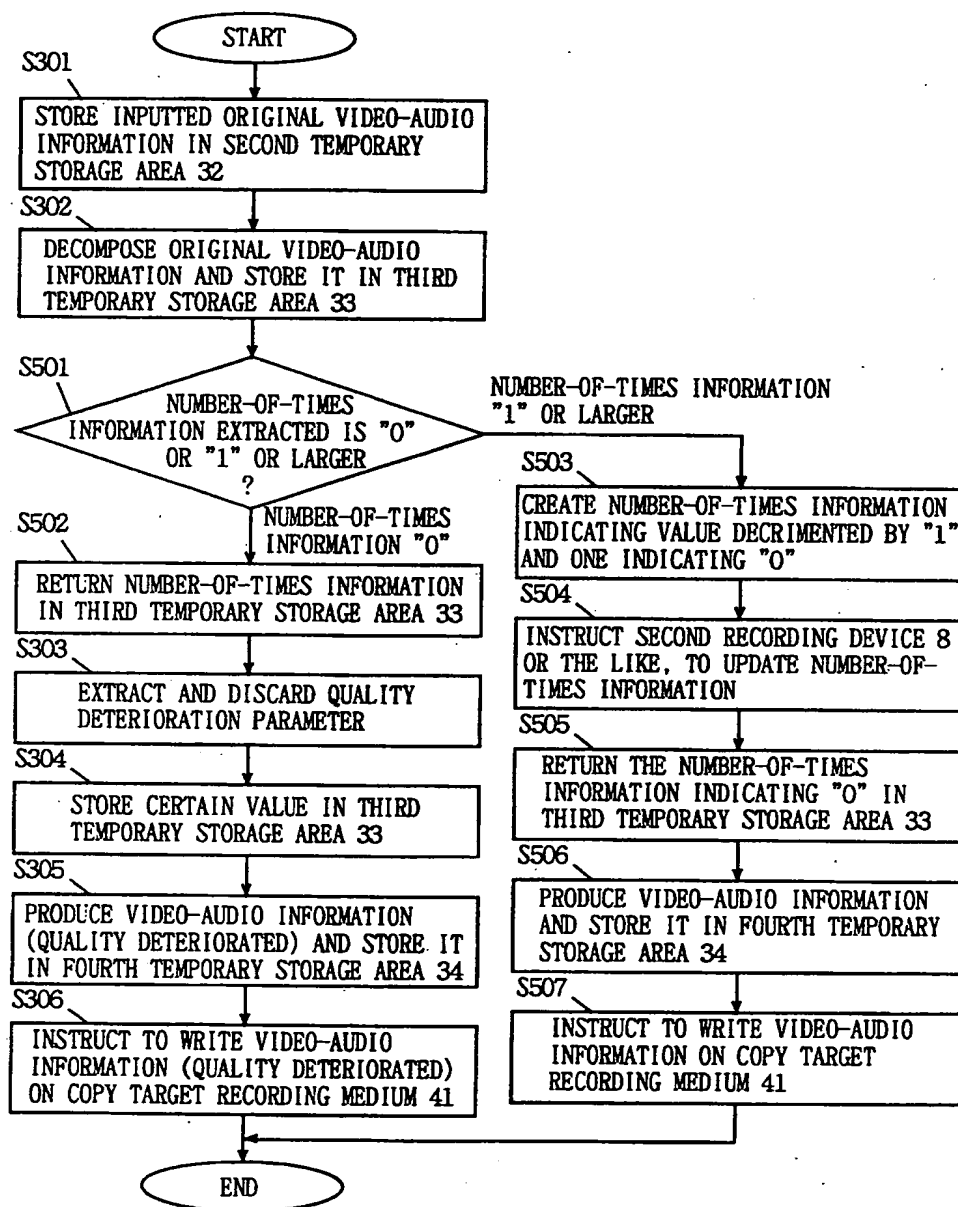 START
S301
STORE INPUTTED ORIGINAL VIDEO-AUDIO
INFORMATION IN SECOND TEMPORARY
STORAGE AREA 32
S302
DECOMPOSE ORIGINAL VIDEO-AUDIO
INFORMATION AND STORE IT IN THIRD
TEMPORARY STORAGE AREA 33
S501
NUMBER-OF-TIMES
INFORMATION EXTRACTED IS "0"
OR "1" OR LARGER
?
NUMBER-OF-TIMES INFORMATION
"1" OR LARGER
NUMBER-OF-TIMES
INFORMATION "0"
S502
RETURN NUMBER-OF-TIMES INFORMATION
IN THIRD TEMPORARY STORAGE AREA 33
S303
EXTRACT AND DISCARD QUALITY
DETERIORATION PARAMETER
S304
STORE CERTAIN VALUE IN THIRD
TEMPORARY STORAGE AREA 33
S305
PRODUCE VIDEO-AUDIO INFORMATION
(QUALITY DETERIORATED) AND STORE IT
IN FOURTH TEMPORARY STORAGE AREA 34
S306
INSTRUCT TO WRITE VIDEO-AUDIO
INFORMATION (QUALITY DETERIORATED)
ON COPY TARGET RECORDING MEDIUM 41
S503
CREATE NUMBER-OF-TIMES INFORMATION
INDICATING VALUE DECRIMENTED BY "1"
AND ONE INDICATING "0"
S504
INSTRUCT SECOND RECORDING DEVICE 8
OR THE LIKE, TO UPDATE NUMBER-OF-
TIMES INFORMATION
S505
RETURN THE NUMBER-OF-TIMES
INFORMATION INDICATING "0" IN
THIRD TEMPORARY STORAGE AREA 33
S506
PRODUCE VIDEO-AUDIO INFORMATION
AND STORE IT IN FOURTH TEMPORARY
STORAGE AREA 34
S507
INSTRUCT TO WRITE VIDEO-AUDIO
INFORMATION ON COPY TARGET
RECORDING MEDIUM 41
END